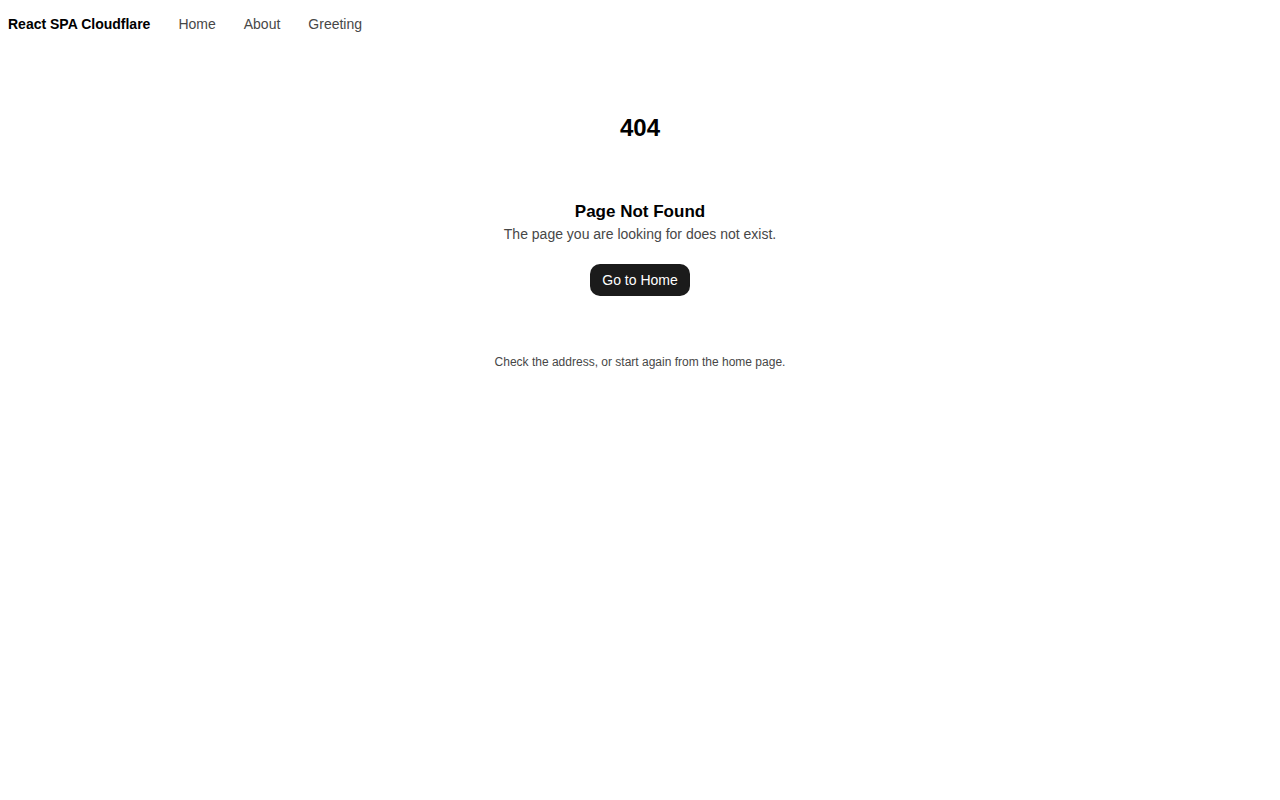 React SPA Cloudflare Home About Greeting
404
Page Not Found
The page you are looking for does not exist.
Go to Home
Check the address, or start again from the home page.